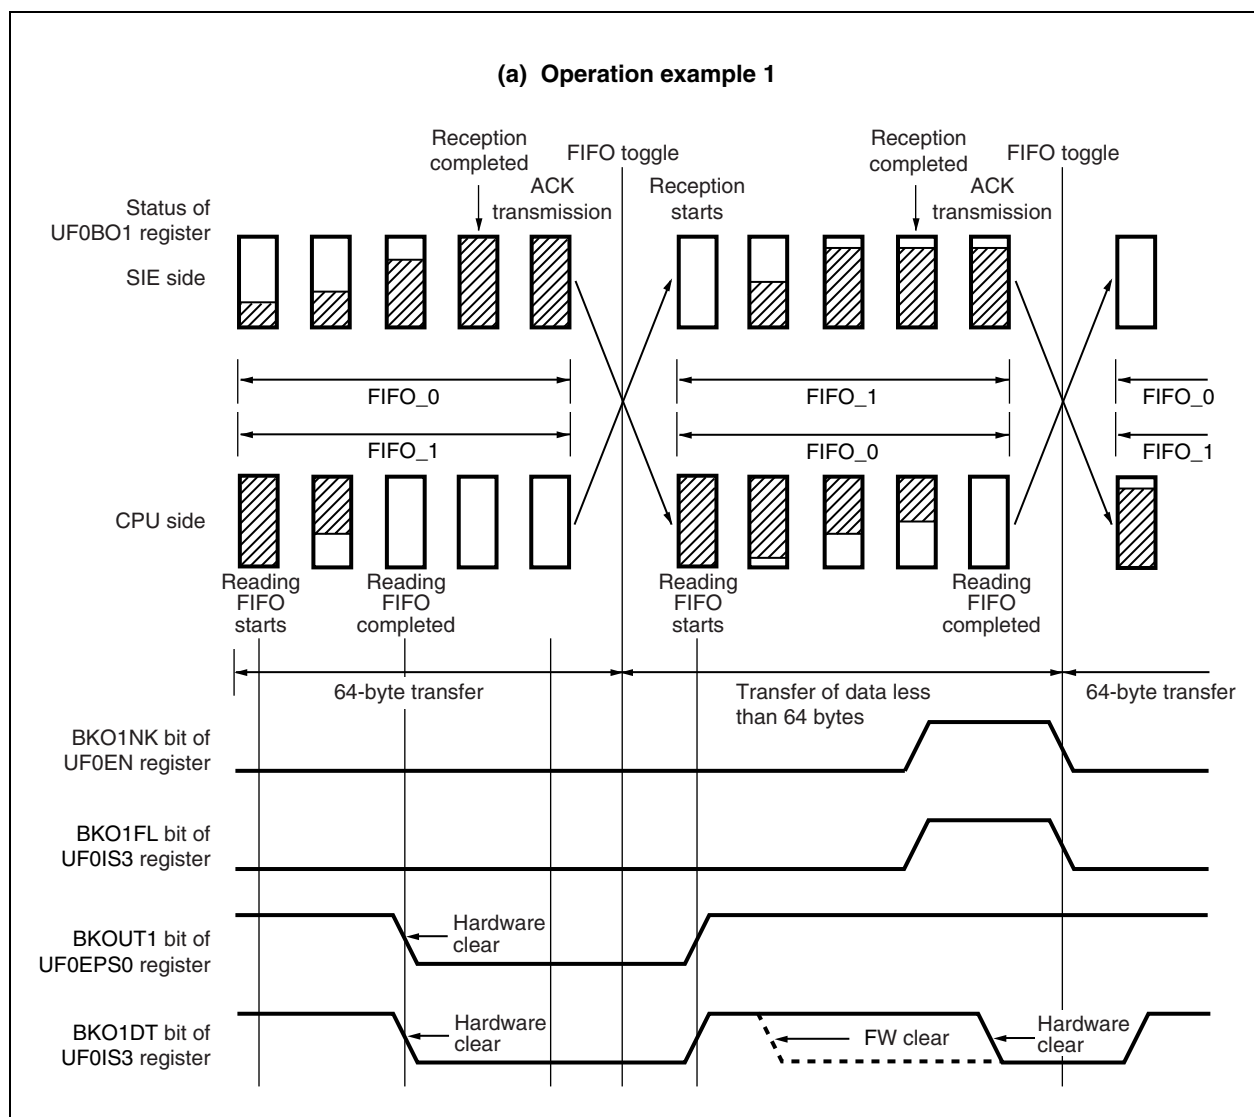 (a) Operation example 1
Reception
completed
FIFO toggle
Reception
completed
FIFO toggle
ACK
transmission
Reception
starts
ACK
transmission
Status of
UF0BO1 register
SIE side
FIFO_0
FIFO_1
FIFO_0
FIFO_1
FIFO_0
FIFO_1
CPU side
Reading
FIFO
starts
Reading
FIFO
completed
Reading
FIFO
starts
Reading
FIFO
completed
64-byte transfer
Transfer of data less
than 64 bytes
64-byte transfer
BKO1NK bit of
UF0EN register
BKO1FL bit of
UF0IS3 register
BKOUT1 bit of
UF0EPS0 register
Hardware
clear
BKO1DT bit of
UF0IS3 register
Hardware
clear
FW clear
Hardware
clear